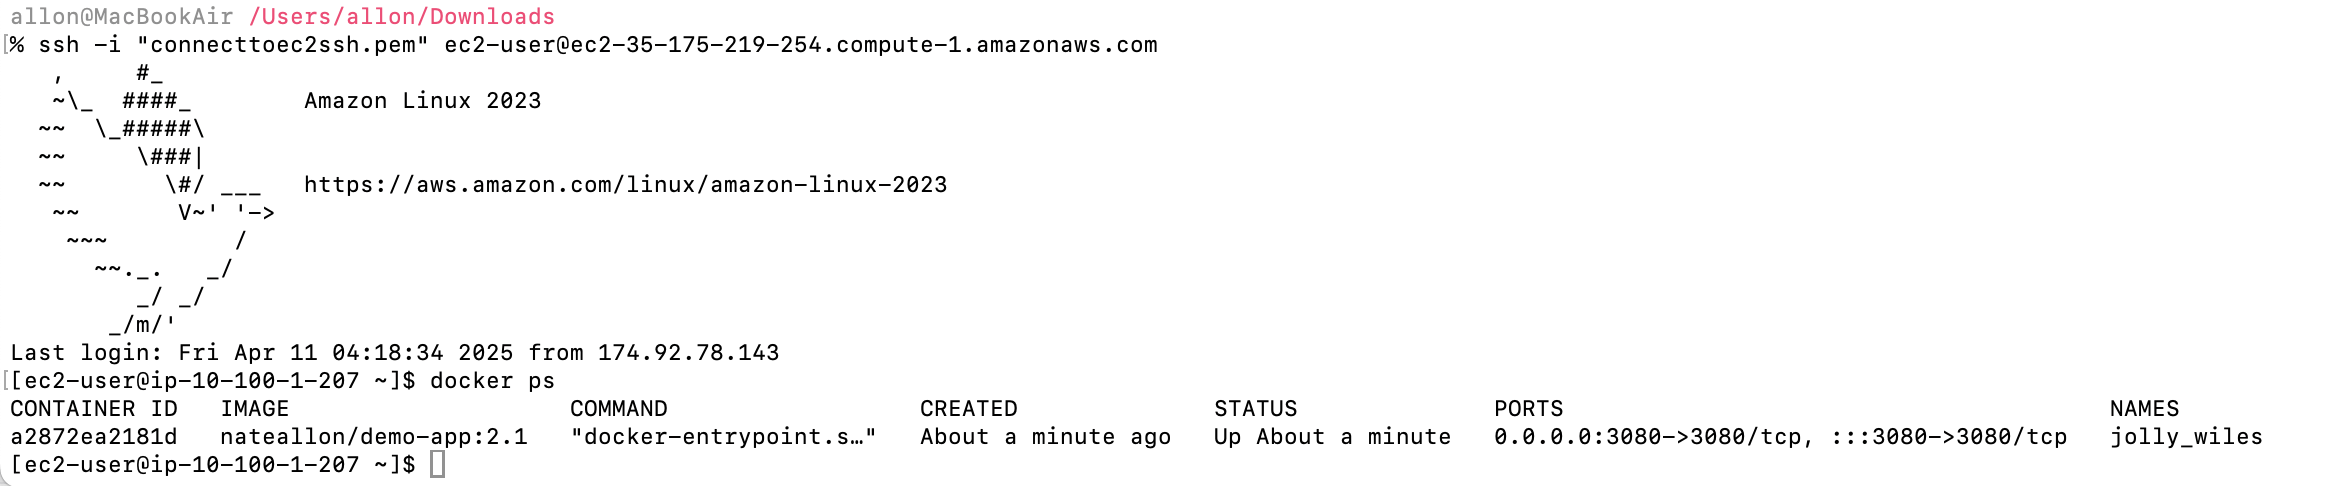 allon@MacBookAir /Users/allon/Downloads
[% ssh -i "connecttoec2ssh.pem" ec2-user@ec2-35-175-219-254.compute-1.amazonaws.com
   ,     #_
   ~\_  ####_        Amazon Linux 2023
  ~~  \_#####\
  ~~     \###|
  ~~       \#/ ___   https://aws.amazon.com/linux/amazon-linux-2023
   ~~       V~' '->
    ~~~         /
      ~~._.   _/
         _/ _/
       _/m/'
Last login: Fri Apr 11 04:18:34 2025 from 174.92.78.143
[[ec2-user@ip-10-100-1-207 ~]$ docker ps
CONTAINER ID   IMAGE                    COMMAND                  CREATED              STATUS              PORTS                                       NAMES
a2872ea2181d   nateallon/demo-app:2.1   "docker-entrypoint.s…"   About a minute ago   Up About a minute   0.0.0.0:3080->3080/tcp, :::3080->3080/tcp   jolly_wiles
[ec2-user@ip-10-100-1-207 ~]$